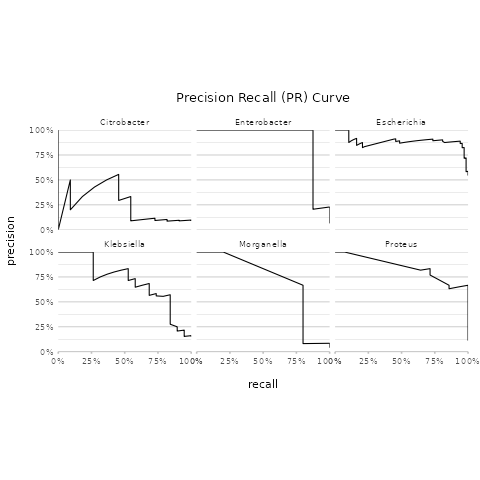 Precision Recall (PR) Curve
Citrobacter Enterobacter Escherichia
100%
75%
50%
25%
0%
Klebsiella Morganella Proteus
100%
75%
50%
25%
0%
0% 25% 50% 75% 100% 0% 25% 50% 75% 100% 0% 25% 50% 75% 100%
precision
recall